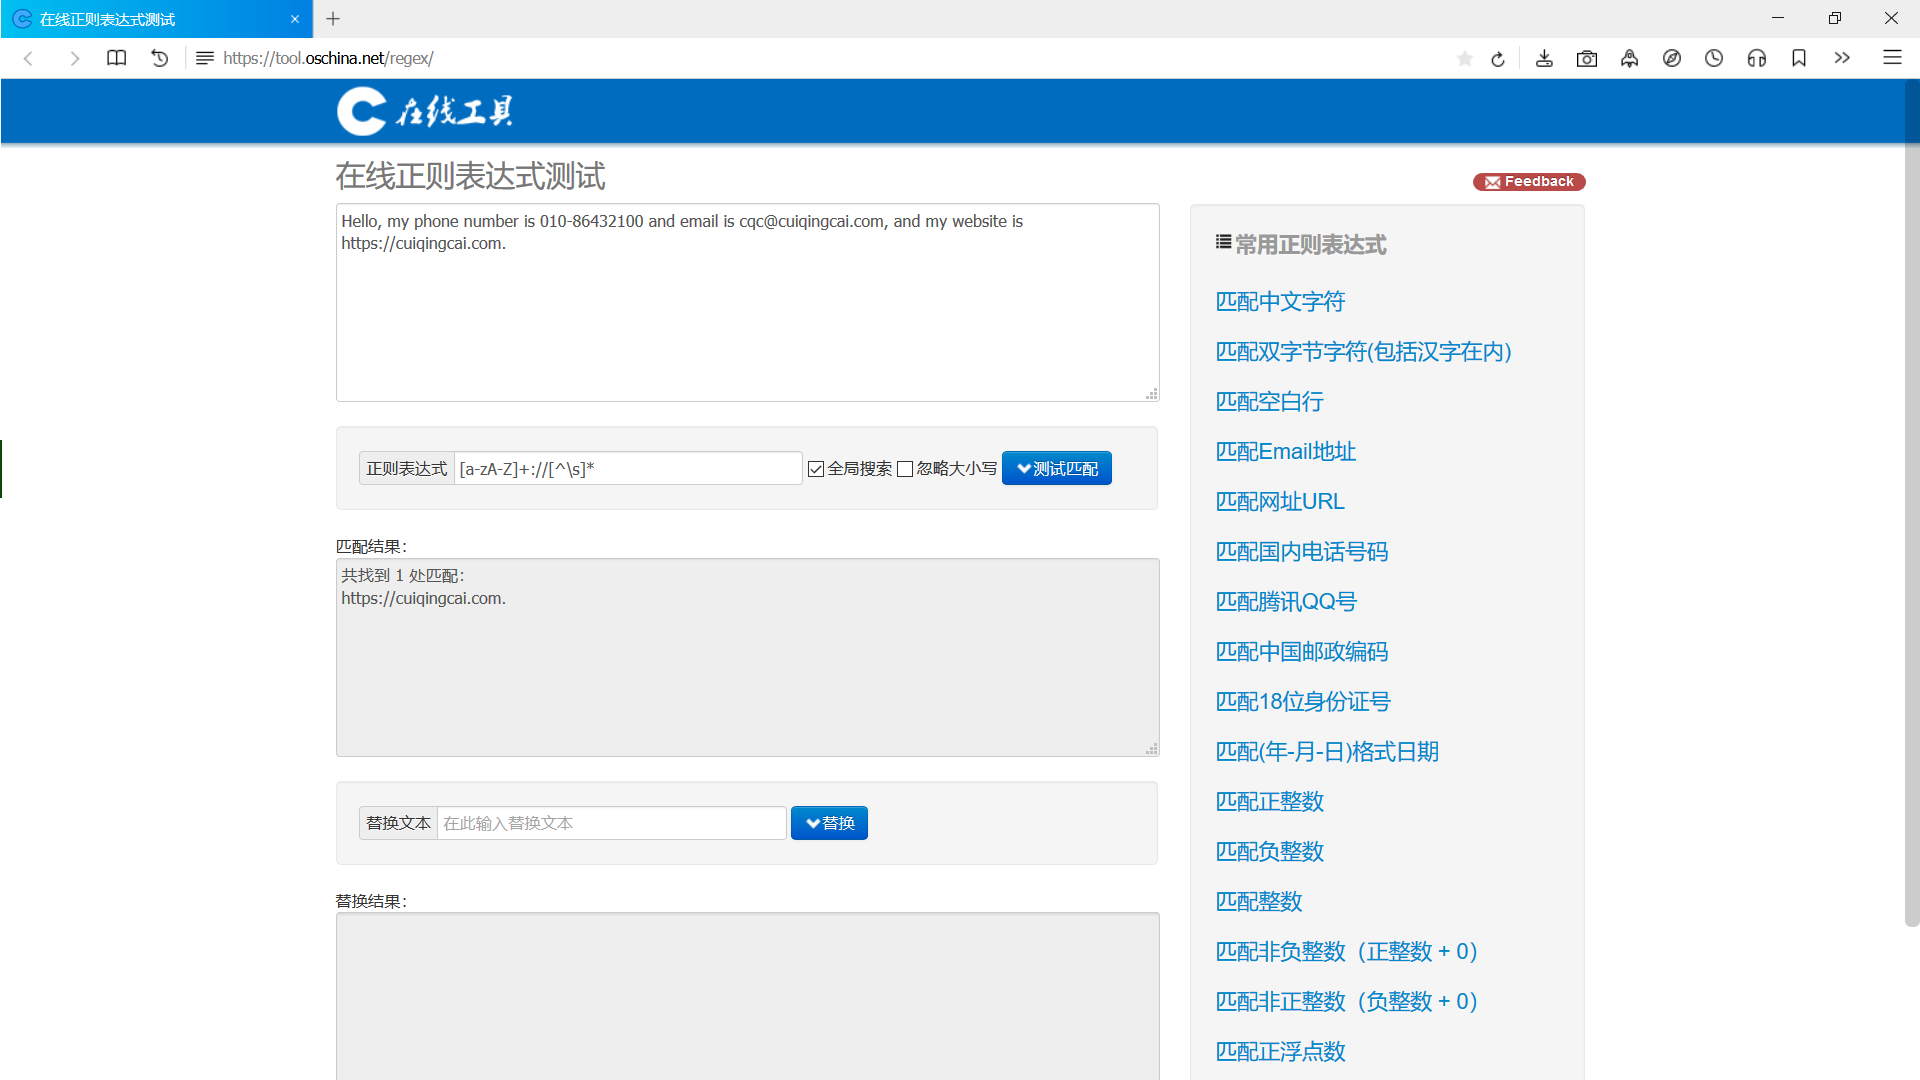 在线正则表达式测试
https://tool.oschina.net/regex/
在线工具
在线正则表达式测试
Feedback
Hello, my phone number is 010-86432100 and email is cqc@cuiqingcai.com, and my website is
https://cuiqingcai.com.
正则表达式 [a-zA-Z]+://[^\s]* 全局搜索 忽略大小写 测试匹配
匹配结果：
共找到 1 处匹配：
https://cuiqingcai.com.
替换文本 在此输入替换文本 替换
替换结果：
常用正则表达式
匹配中文字符
匹配双字节字符(包括汉字在内)
匹配空白行
匹配Email地址
匹配网址URL
匹配国内电话号码
匹配腾讯QQ号
匹配中国邮政编码
匹配18位身份证号
匹配(年-月-日)格式日期
匹配正整数
匹配负整数
匹配整数
匹配非负整数（正整数 + 0）
匹配非正整数（负整数 + 0）
匹配正浮点数